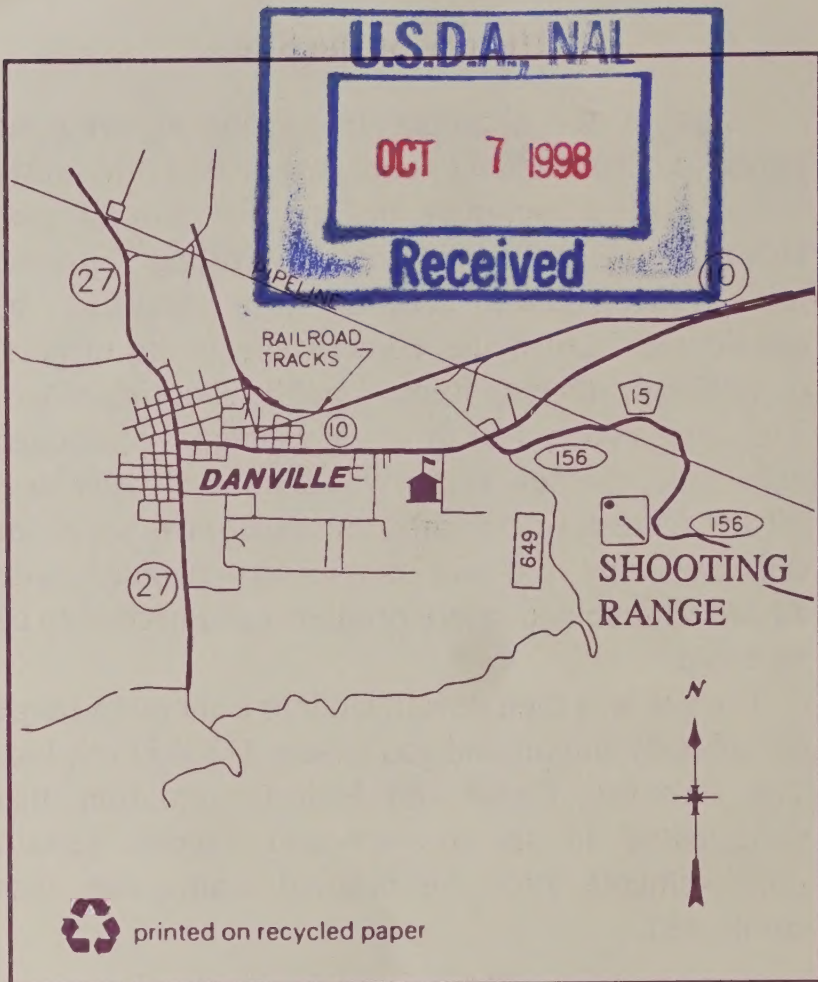 U.S.D.A., NAL
OCT 7 1998
Received
27
PIPELINE
10
RAILROAD
TRACKS
15
10
156
DANVILLE
649
156
27
SHOOTING
RANGE
N
printed on recycled paper